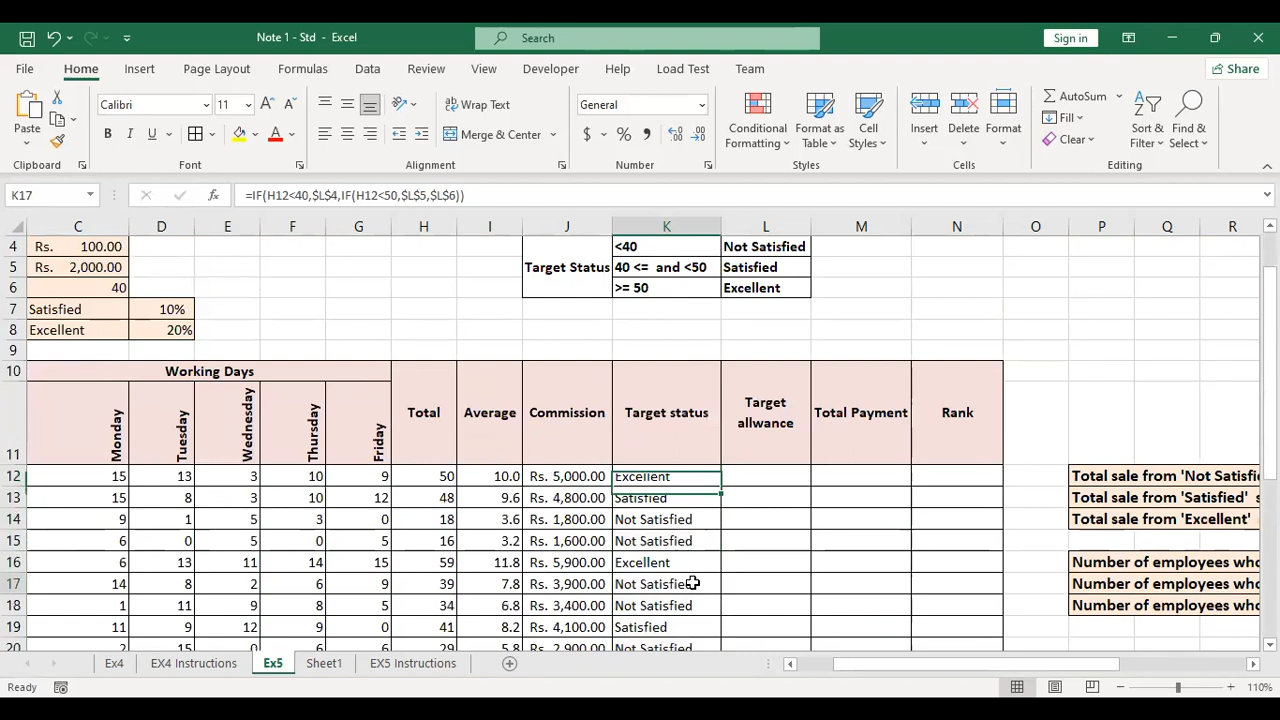 Note 1 - Std - Excel
Search
Sign in
File Home Insert Page Layout Formulas Data Review View Developer Help Load Test Team
Share
Paste
Calibri 11
B I U
Wrap Text
Merge & Center
General
$ % ,
Conditional Formatting
Format as Table
Cell Styles
Insert
Delete
Format
AutoSum
Fill
Clear
Sort & Filter
Find & Select
Clipboard Font Alignment Number Styles Cells Editing
K17 fx =IF(H12<40,$L$4,IF(H12<50,$L$5,$L$6))
C D E F G H I J K L M N O P Q R
4 Rs. 100.00 <40 Not Satisfied
5 Rs. 2,000.00 Target Status 40 <= and <50 Satisfied
6 40 >= 50 Excellent
7 Satisfied 10%
8 Excellent 20%
9
10 Working Days
11 Monday Tuesday Wednesday Thursday Friday Total Average Commission Target status Target allwance Total Payment Rank
12 15 13 3 10 9 50 10.0 Rs. 5,000.00 Excellent Total sale from 'Not Satisfie
13 15 8 3 10 12 48 9.6 Rs. 4,800.00 Satisfied Total sale from 'Satisfied' s
14 9 1 5 3 0 18 3.6 Rs. 1,800.00 Not Satisfied Total sale from 'Excellent'
15 6 0 5 0 5 16 3.2 Rs. 1,600.00 Not Satisfied
16 6 13 11 14 15 59 11.8 Rs. 5,900.00 Excellent Number of employees who
17 14 8 2 6 9 39 7.8 Rs. 3,900.00 Not Satisfied Number of employees who
18 1 11 9 8 5 34 6.8 Rs. 3,400.00 Not Satisfied Number of employees who
19 11 9 12 9 0 41 8.2 Rs. 4,100.00 Satisfied
20 2 15 0 6 6 29 5.8 Rs. 2,900.00 Not Satisfied
Ex4 EX4 Instructions Ex5 Sheet1 EX5 Instructions
Ready
110%